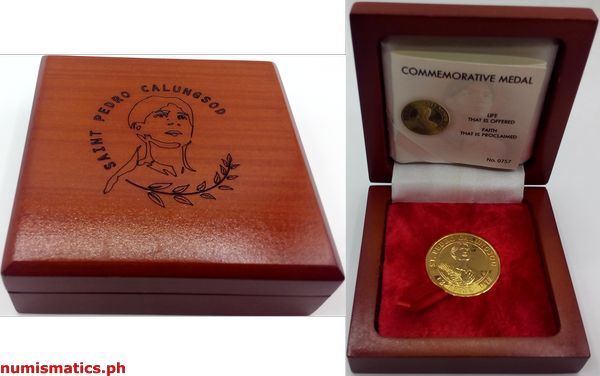 SAINT PEDRO CALUNGSOD
COMMEMORATIVE MEDAL
LIFE
THAT IS OFFERED
FAITH
THAT IS PROCLAIMED
No. 0757
numismatics.ph